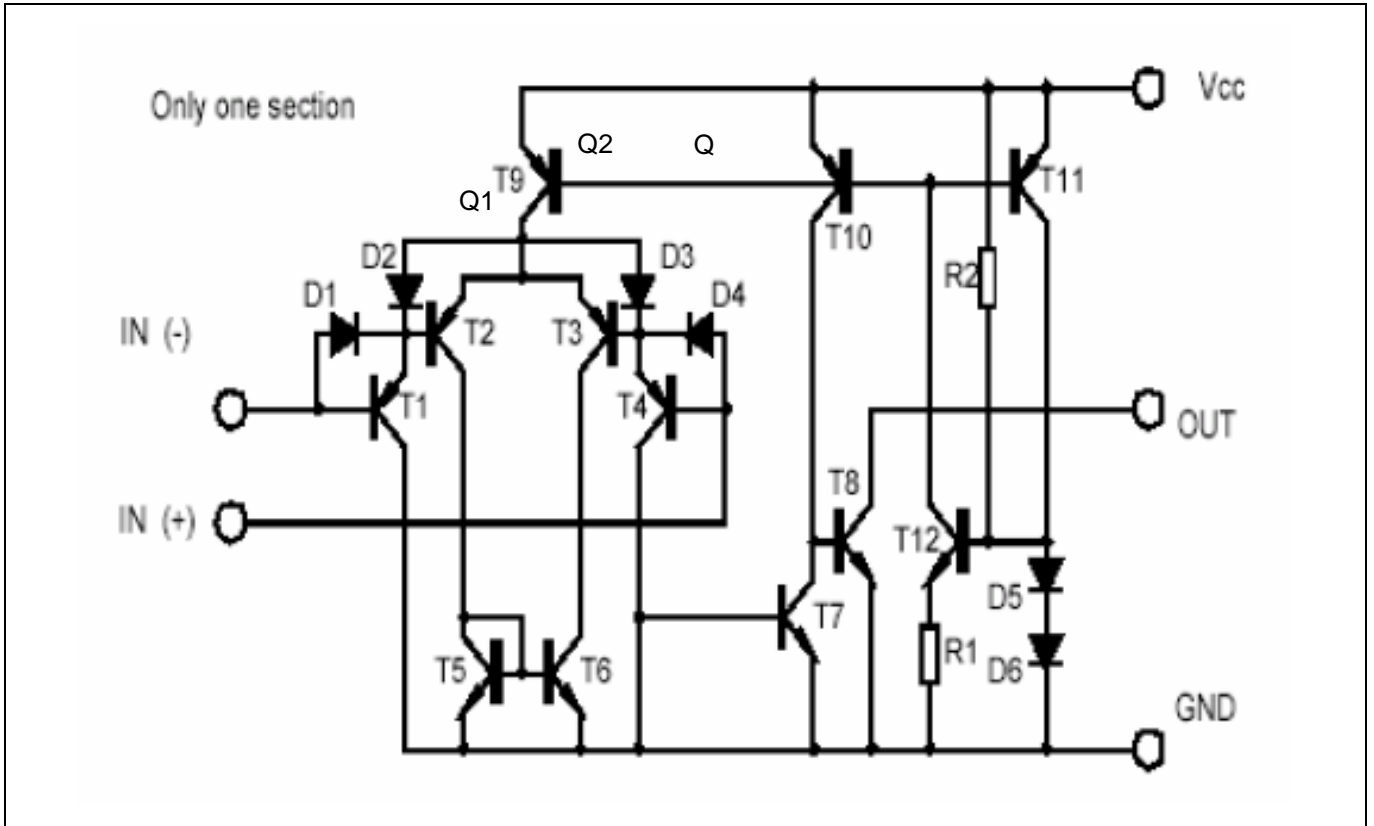 Only one section
Vcc
Q2
Q
T9
T11
Q1
T10
D2
D3
R2
D1
D4
IN (-)
T2
T3
T1
T4
OUT
T8
IN (+)
T12
D5
T7
T5
T6
R1
D6
GND